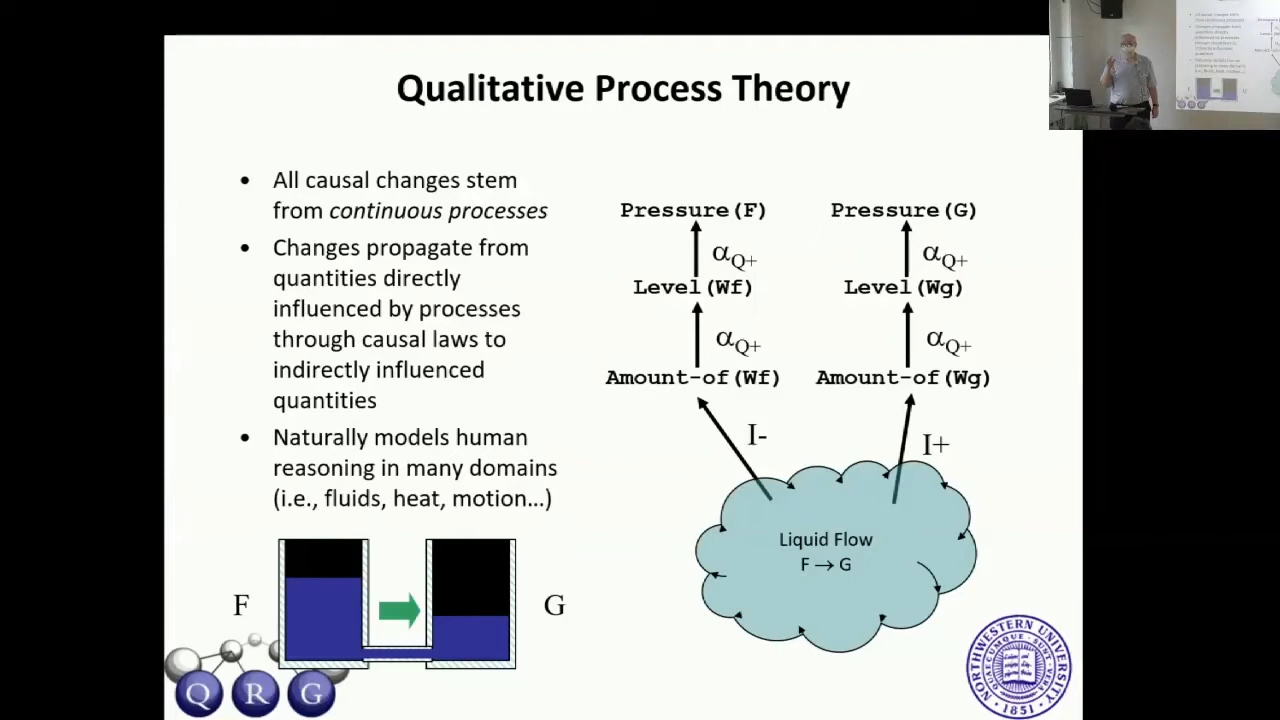 Qualitative Process Theory
• All causal changes stem
from continuous processes
• Changes propagate from
quantities directly
influenced by processes
through causal laws to
indirectly influenced
quantities
• Naturally models human
reasoning in many domains
(i.e., fluids, heat, motion…)
Pressure(F)
αQ+
Level(Wf)
αQ+
Amount-of(Wf)
I-
Pressure(G)
αQ+
Level(Wg)
αQ+
Amount-of(Wg)
I+
Liquid Flow
F → G
F
G
Q R G
NORTHWESTERN UNIVERSITY
1851